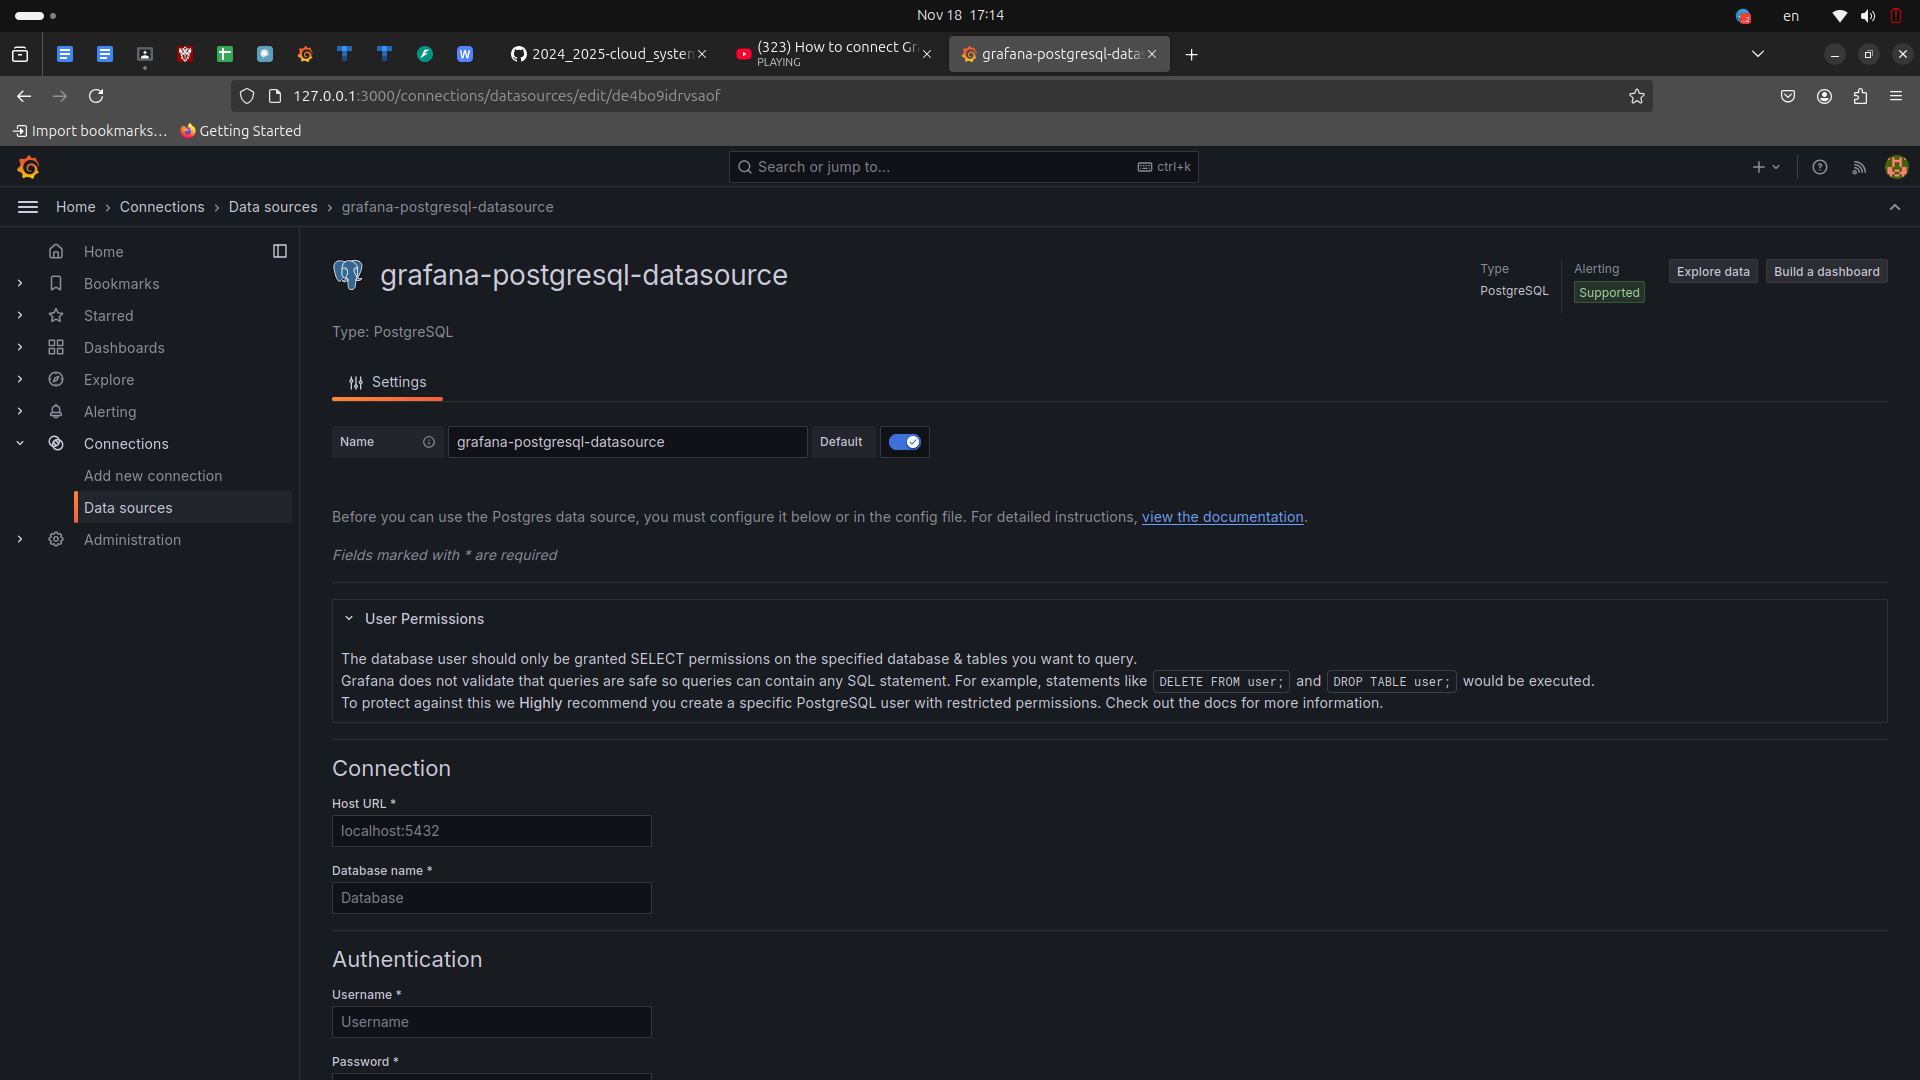 Nov 18 17:14
en
2024_2025-cloud_system
(323) How to connect Gr
PLAYING
grafana-postgresql-datas
127.0.0.1:3000/connections/datasources/edit/de4bo9idrvsaof
Import bookmarks...
Getting Started
Search or jump to...
ctrl+k
Home › Connections › Data sources › grafana-postgresql-datasource
Home
Bookmarks
Starred
Dashboards
Explore
Alerting
Connections
Add new connection
Data sources
Administration
grafana-postgresql-datasource
Type
PostgreSQL
Alerting
Supported
Explore data
Build a dashboard
Type: PostgreSQL
Settings
Name
grafana-postgresql-datasource
Default
Before you can use the Postgres data source, you must configure it below or in the config file. For detailed instructions, view the documentation.
Fields marked with * are required
User Permissions
The database user should only be granted SELECT permissions on the specified database & tables you want to query.
Grafana does not validate that queries are safe so queries can contain any SQL statement. For example, statements like DELETE FROM user; and DROP TABLE user; would be executed.
To protect against this we Highly recommend you create a specific PostgreSQL user with restricted permissions. Check out the docs for more information.
Connection
Host URL *
localhost:5432
Database name *
Database
Authentication
Username *
Username
Password *